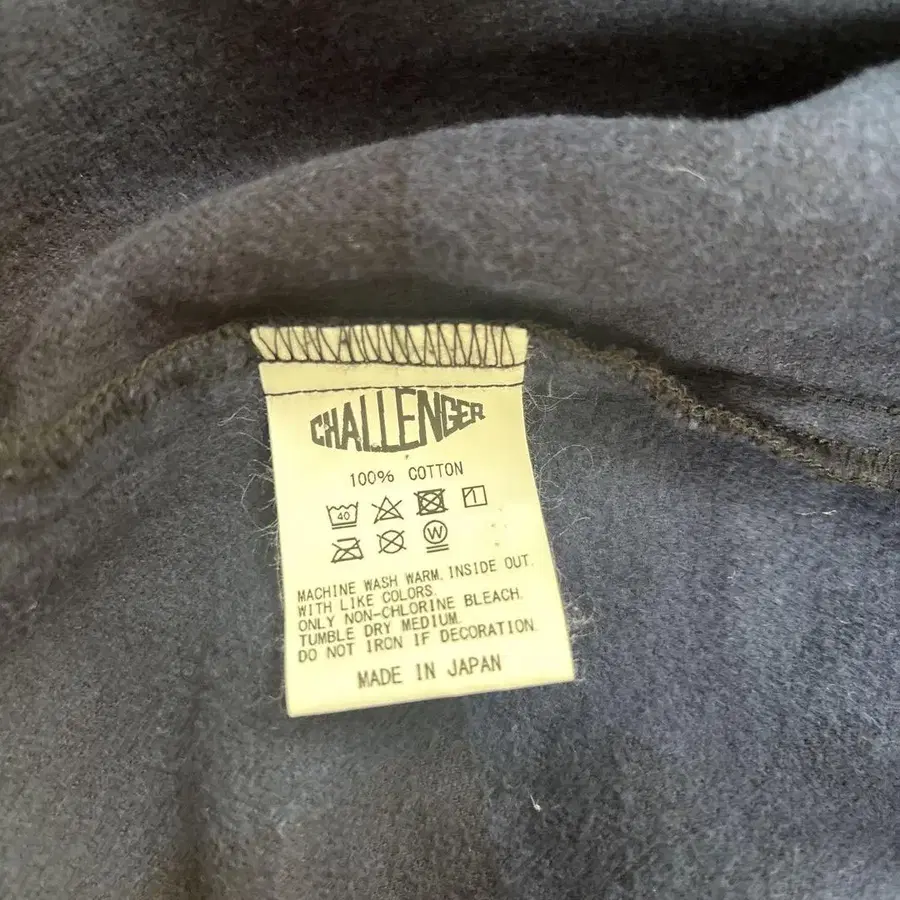 CHALLENGER
100% COTTON
40 1
W
MACHINE WASH WARM. INSIDE OUT.
WITH LIKE COLORS.
ONLY NON-CHLORINE BLEACH.
TUMBLE DRY MEDIUM.
DO NOT IRON IF DECORATION.
MADE IN JAPAN